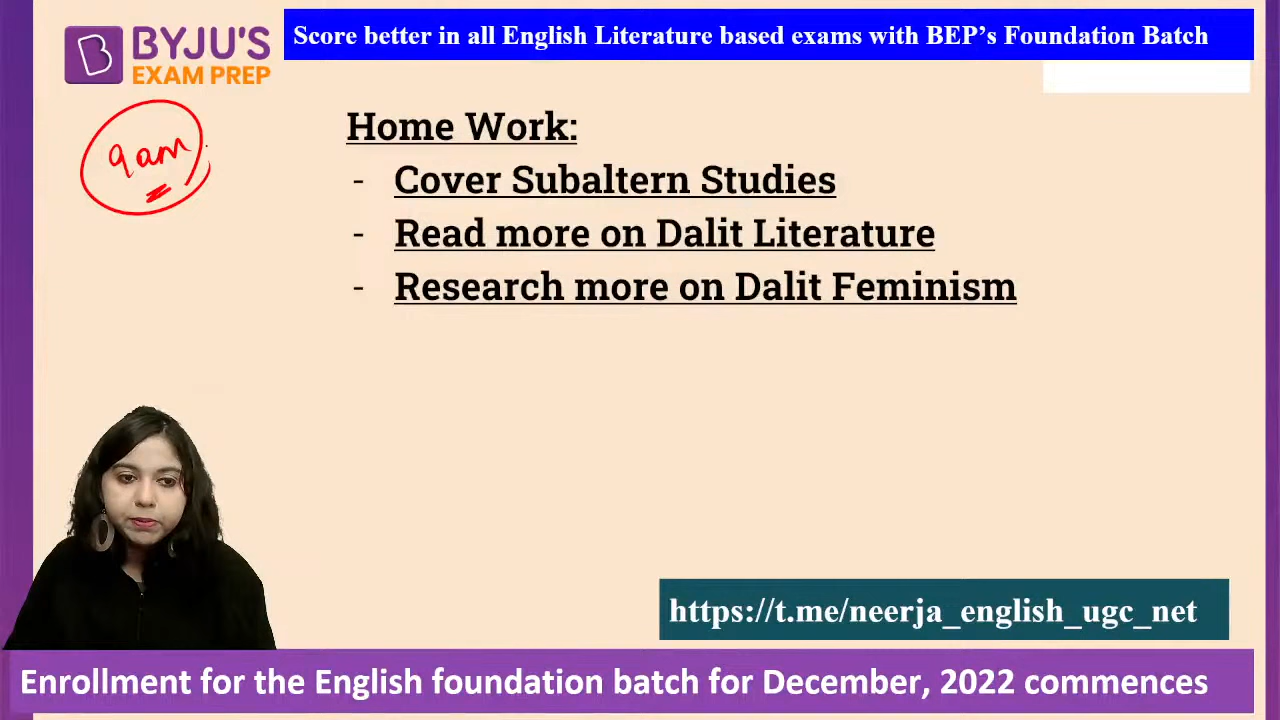 BYJU'S
EXAM PREP
Score better in all English Literature based exams with BEP’s Foundation Batch
9am
Home Work:
- Cover Subaltern Studies
- Read more on Dalit Literature
- Research more on Dalit Feminism
https://t.me/neerja_english_ugc_net
Enrollment for the English foundation batch for December, 2022 commences